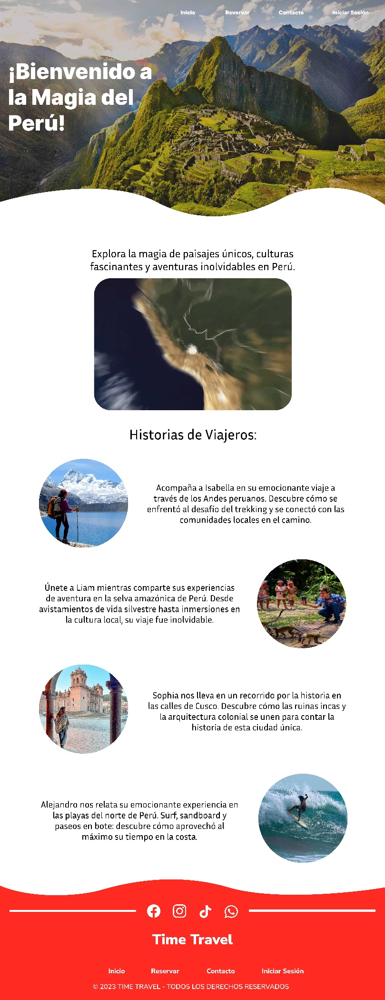 Inicio Revervar Contacto Iniciar Sesión
¡Bienvenido a
la Magia del
Perú!
Explora la magia de paisajes únicos, culturas
fascinantes y aventuras inolvidables en Perú.
Historias de Viajeros:
Acompaña a Isabella en su emocionante viaje a
través de los Andes peruanos. Descubre cómo se
enfrentó al desafío del trekking y se conectó con las
comunidades locales en el camino.
Únete a Liam mientras comparte sus experiencias
de aventura en la selva amazónica de Perú. Desde
avistamientos de vida silvestre hasta inmersiones en
la cultura local, su viaje fue inolvidable.
Sophia nos lleva en un recorrido por la historia en
las calles de Cusco. Descubre cómo las ruinas incas y
la arquitectura colonial se unen para contar la
historia de esta ciudad única.
Alejandro nos relata su emocionante experiencia en
las playas del norte de Perú. Surf, sandboard y
paseos en bote: descubre cómo aprovechó al
máximo su tiempo en la costa.
Time Travel
Inicio Reservar Contacto Iniciar Sesión
© 2023 TIME TRAVEL - TODOS LOS DERECHOS RESERVADOS